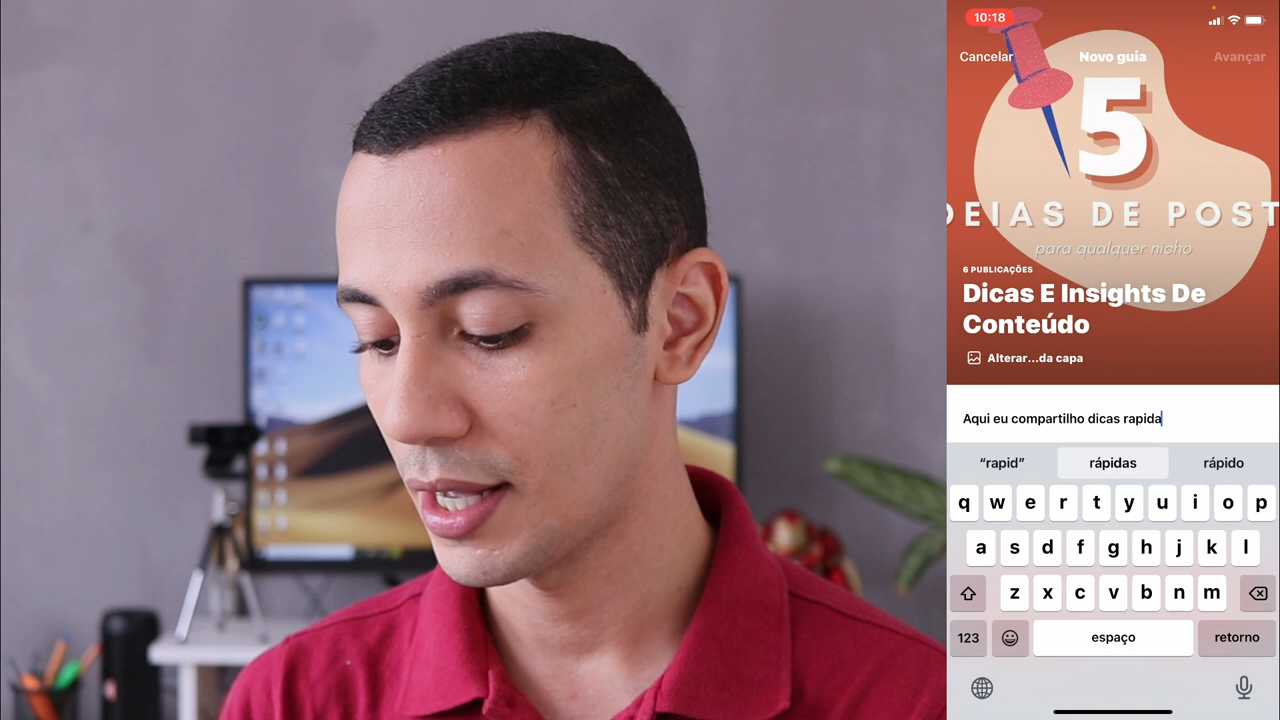 10:18
Cancelar
Novo guia
Avançar
5
DEIAS DE POST
para qualquer nicho
6 PUBLICAÇÕES
Dicas E Insights De
Conteúdo
Alterar...da capa
Aqui eu compartilho dicas rapida
“rapid” rápidas rápido
q w e r t y u i o p
a s d f g h j k l
z x c v b n m
123 espaço retorno